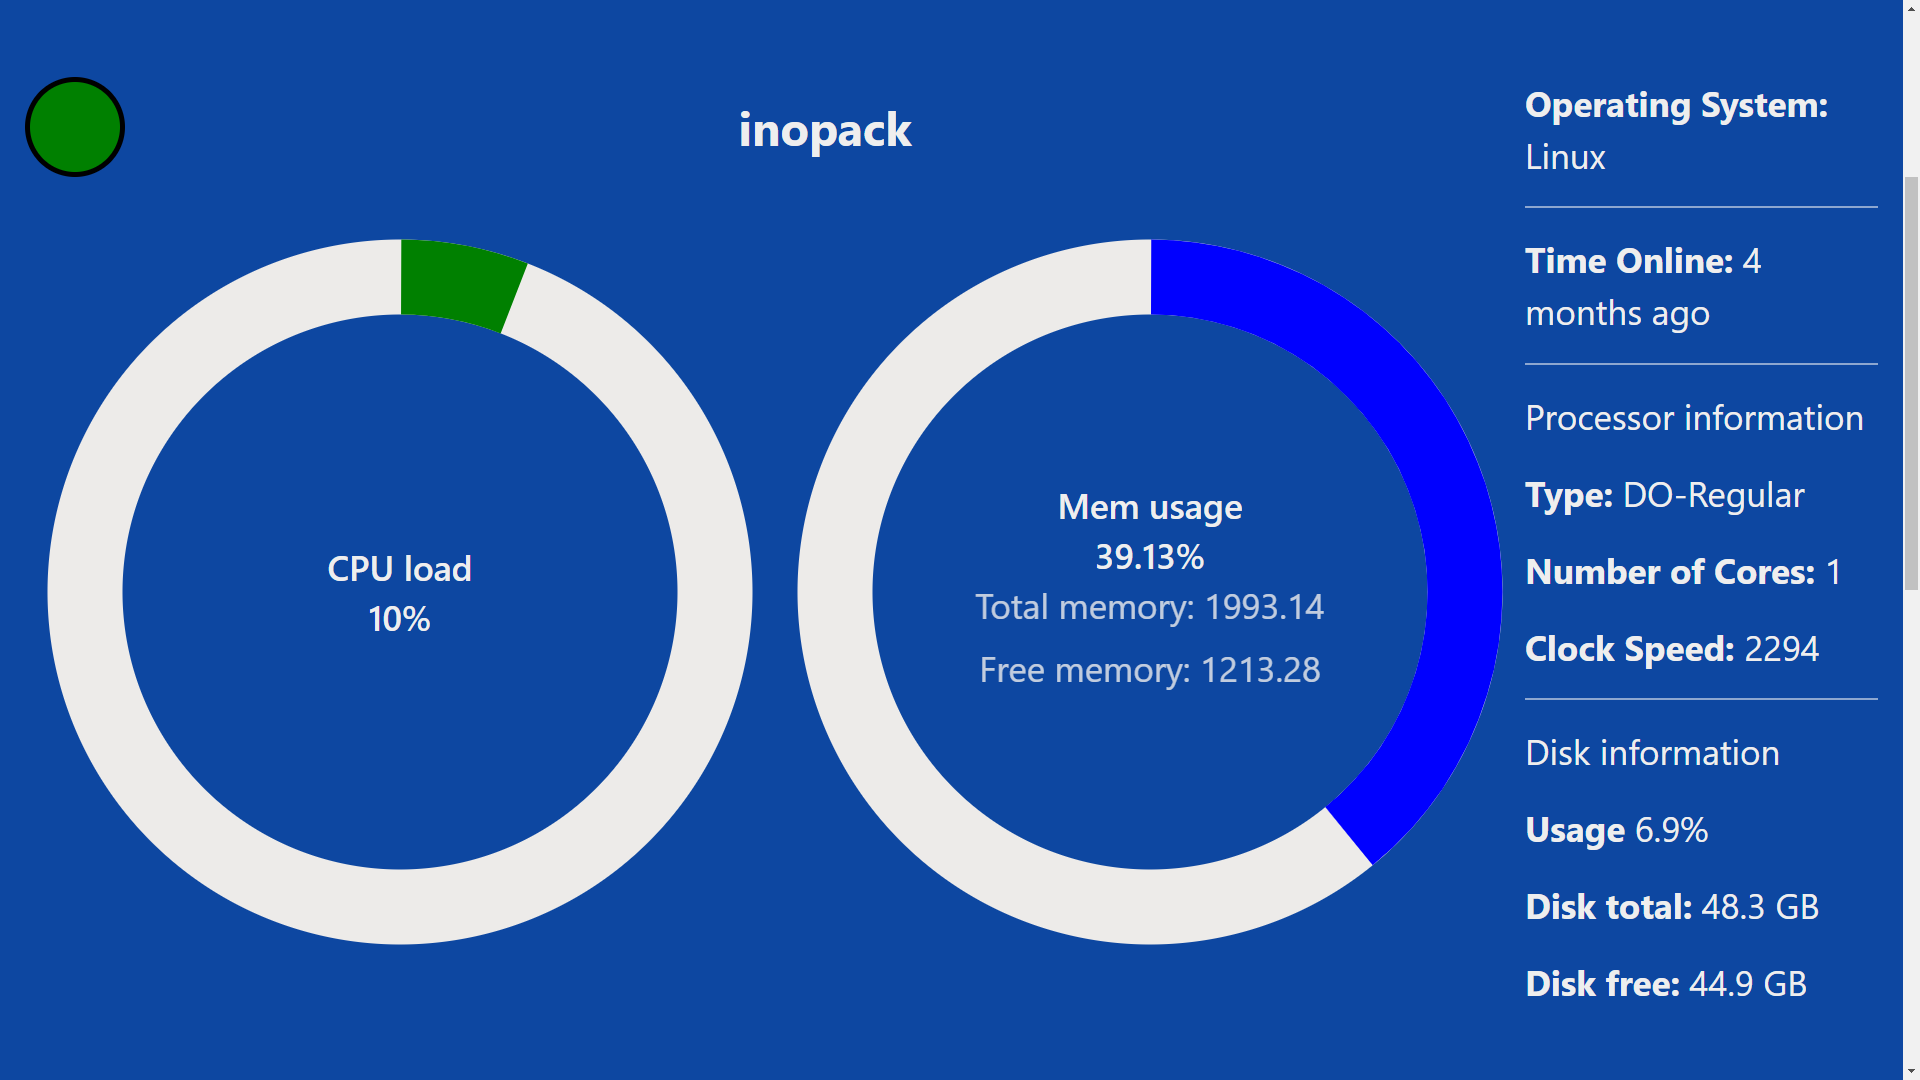 inopack
CPU load
10%
Mem usage
39.13%
Total memory: 1993.14
Free memory: 1213.28
Operating System:
Linux
Time Online: 4
months ago
Processor information
Type: DO-Regular
Number of Cores: 1
Clock Speed: 2294
Disk information
Usage 6.9%
Disk total: 48.3 GB
Disk free: 44.9 GB